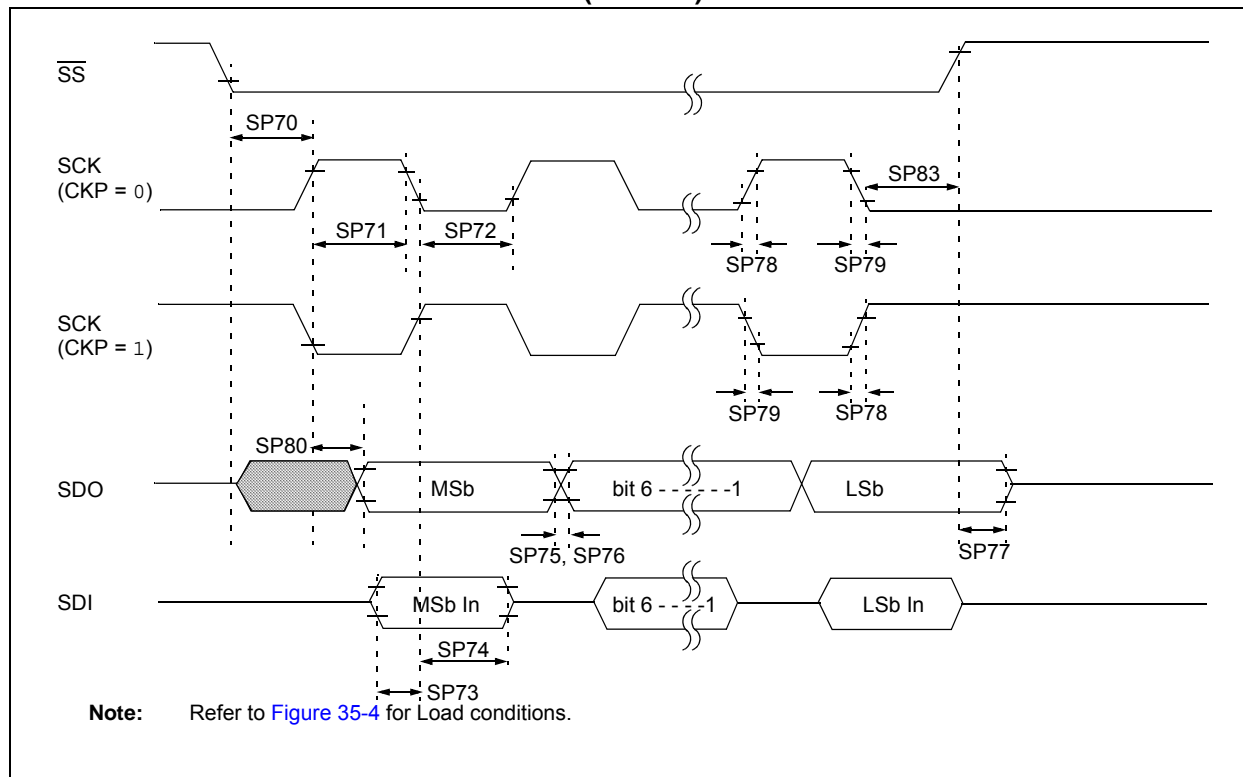 SS
SP70
SCK
(CKP = 0)
SP83
SP71
SP72
SP78
SP79
SCK
(CKP = 1)
SP79
SP78
SP80
SDO
MSb
bit 6 - - - - - - -1
LSb
SP75, SP76
SP77
SDI
MSb In
bit 6 - - - - -1
LSb In
SP74
SP73
Note: Refer to Figure 35-4 for Load conditions.